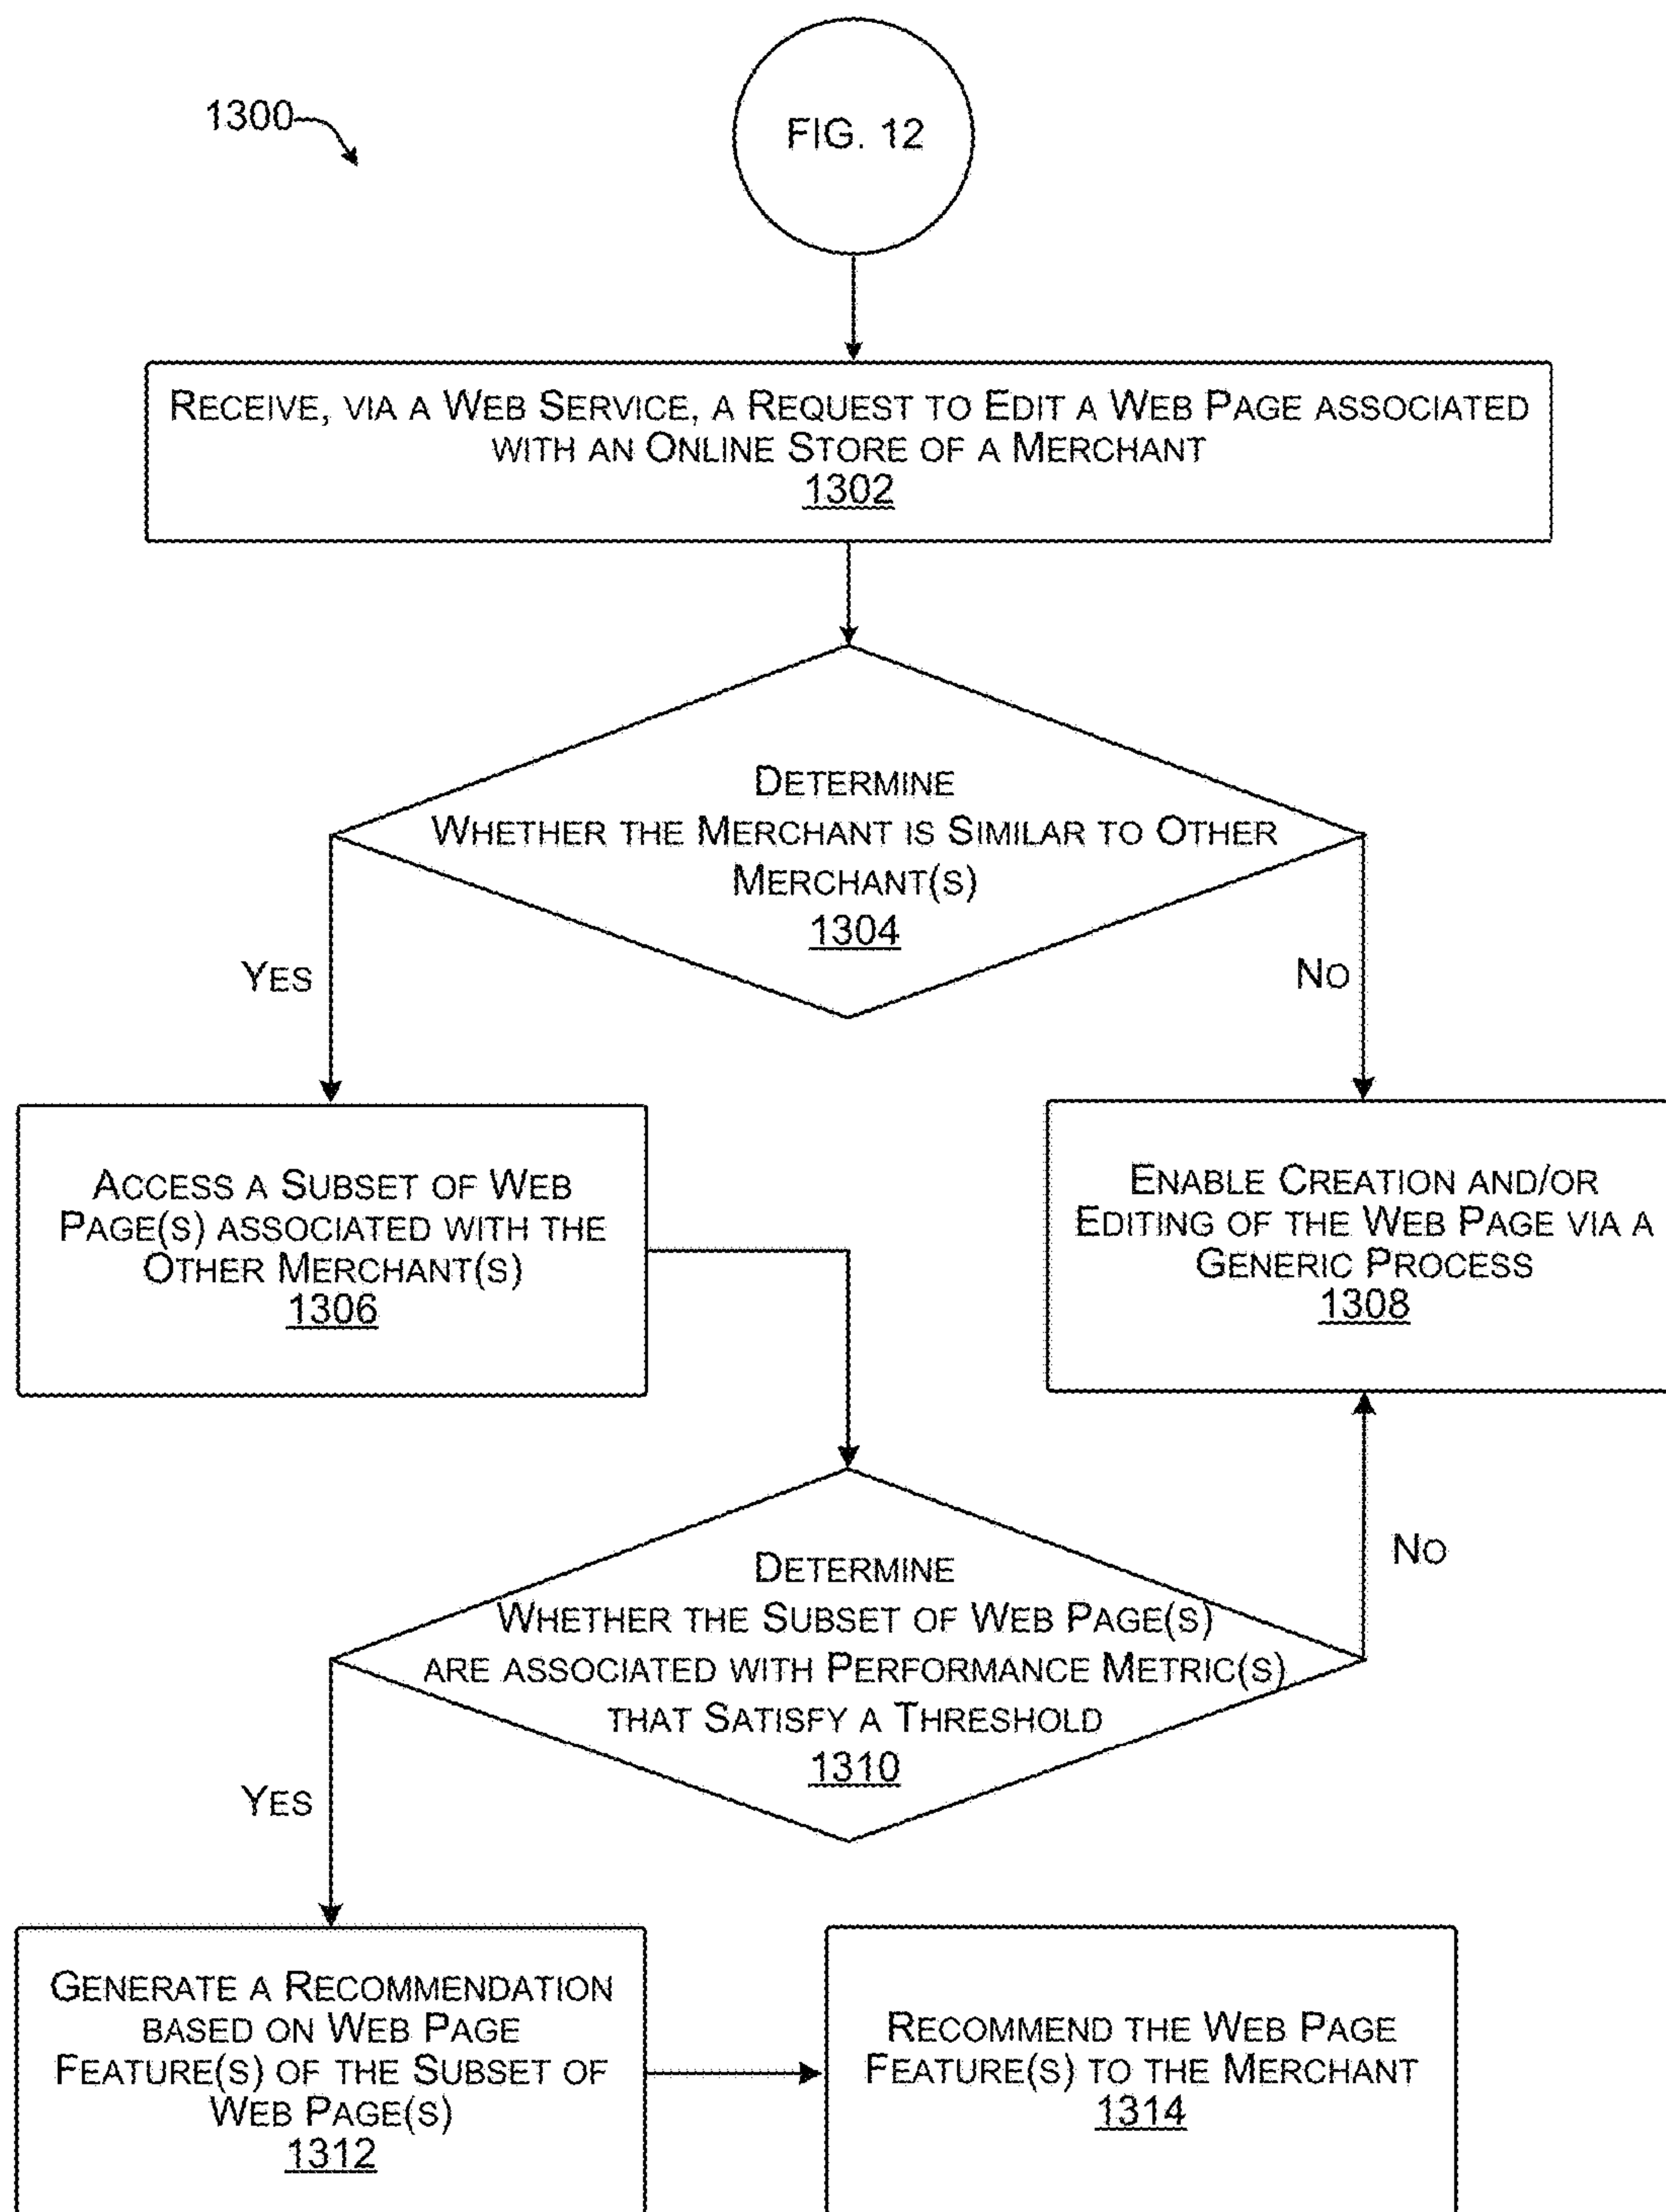 1300
FIG. 12
RECEIVE, VIA A WEB SERVICE, A REQUEST TO EDIT A WEB PAGE ASSOCIATED
WITH AN ONLINE STORE OF A MERCHANT
1302
DETERMINE
WHETHER THE MERCHANT IS SIMILAR TO OTHER
MERCHANT(S)
1304
YES
NO
ACCESS A SUBSET OF WEB
PAGE(S) ASSOCIATED WITH THE
OTHER MERCHANT(S)
1306
ENABLE CREATION AND/OR
EDITING OF THE WEB PAGE VIA A
GENERIC PROCESS
1308
DETERMINE
WHETHER THE SUBSET OF WEB PAGE(S)
ARE ASSOCIATED WITH PERFORMANCE METRIC(S)
THAT SATISFY A THRESHOLD
1310
NO
YES
GENERATE A RECOMMENDATION
BASED ON WEB PAGE
FEATURE(S) OF THE SUBSET OF
WEB PAGE(S)
1312
RECOMMEND THE WEB PAGE
FEATURE(S) TO THE MERCHANT
1314